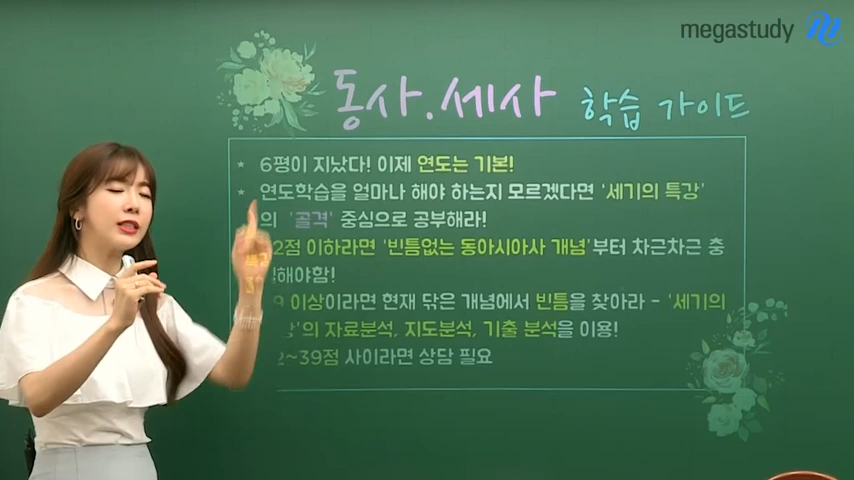 megastudy
동사.세사 학습 가이드
* 6평이 지났다! 이제 연도는 기본!
* 연도학습을 얼마나 해야 하는지 모르겠다면 '세기의 특강'
의 '골격' 중심으로 공부해라!
2점 이하라면 '빈틈없는 동아시아사 개념'부터 차근차근 충
해야함!
이상이라면 현재 닦은 개념에서 빈틈을 찾아라 - '세기의
'의 자료분석, 지도분석, 기출 분석을 이용!
~39점 사이라면 상담 필요